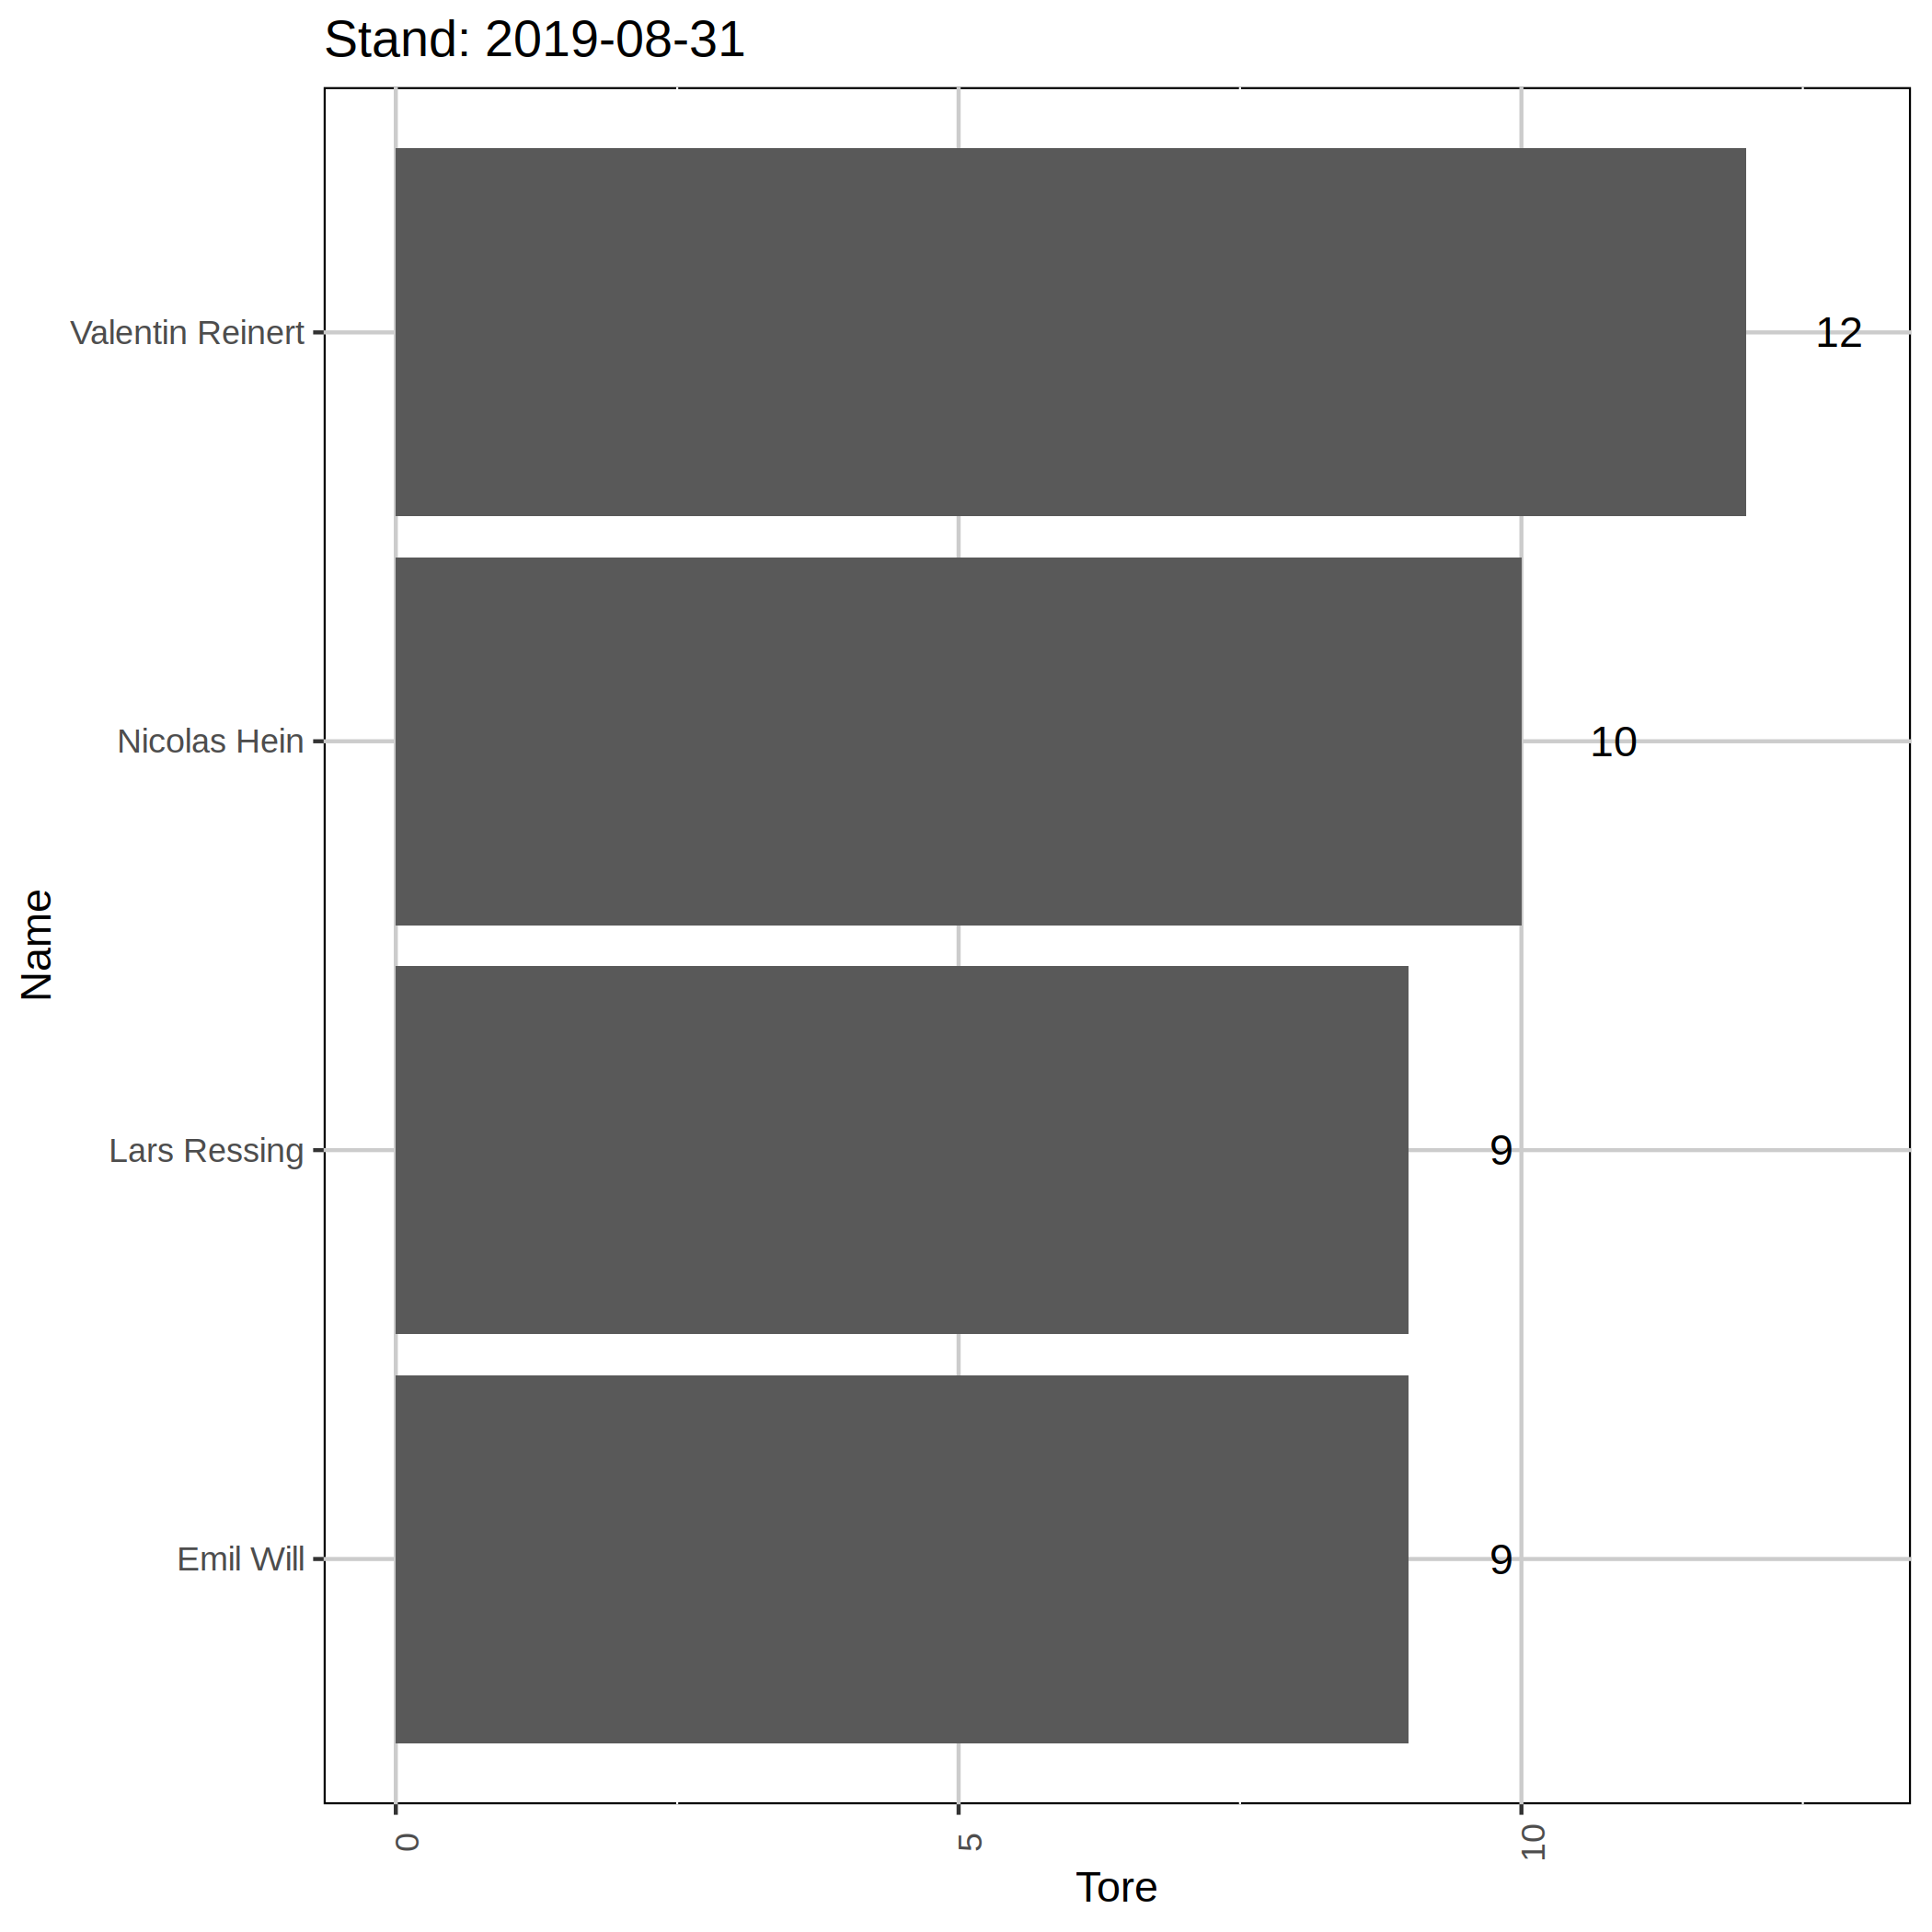 Stand: 2019-08-31
Valentin Reinert
12
Nicolas Hein
10
Name
Lars Ressing
9
Emil Will
9
0
5
10
Tore